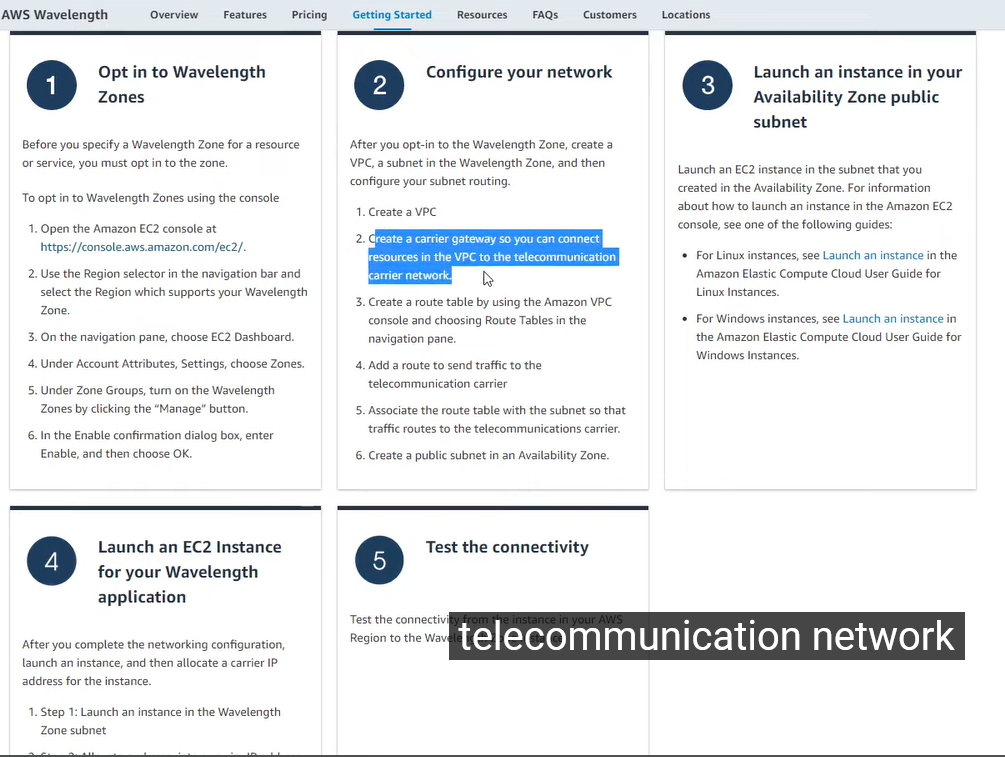 AWS Wavelength
Overview
Features
Pricing
Getting Started
Resources
FAQs
Customers
Locations
1
Opt in to Wavelength
Zones
Before you specify a Wavelength Zone for a resource
or service, you must opt in to the zone.
To opt in to Wavelength Zones using the console
1. Open the Amazon EC2 console at
https://console.aws.amazon.com/ec2/.
2. Use the Region selector in the navigation bar and
select the Region which supports your Wavelength
Zone.
3. On the navigation pane, choose EC2 Dashboard.
4. Under Account Attributes, Settings, choose Zones.
5. Under Zone Groups, turn on the Wavelength
Zones by clicking the “Manage” button.
6. In the Enable confirmation dialog box, enter
Enable, and then choose OK.
2
Configure your network
After you opt-in to the Wavelength Zone, create a
VPC, a subnet in the Wavelength Zone, and then
configure your subnet routing.
1. Create a VPC
2. Create a carrier gateway so you can connect
resources in the VPC to the telecommunication
carrier network.
3. Create a route table by using the Amazon VPC
console and choosing Route Tables in the
navigation pane.
4. Add a route to send traffic to the
telecommunication carrier
5. Associate the route table with the subnet so that
traffic routes to the telecommunications carrier.
6. Create a public subnet in an Availability Zone.
3
Launch an instance in your
Availability Zone public
subnet
Launch an EC2 instance in the subnet that you
created in the Availability Zone. For information
about how to launch an instance in the Amazon EC2
console, see one of the following guides:
• For Linux instances, see Launch an instance in the
Amazon Elastic Compute Cloud User Guide for
Linux Instances.
• For Windows instances, see Launch an instance in
the Amazon Elastic Compute Cloud User Guide for
Windows Instances.
4
Launch an EC2 Instance
for your Wavelength
application
After you complete the networking configuration,
launch an instance, and then allocate a carrier IP
address for the instance.
1. Step 1: Launch an instance in the Wavelength
Zone subnet
5
Test the connectivity
Test the connectivity from the instance in your AWS
Region to the
telecommunication network